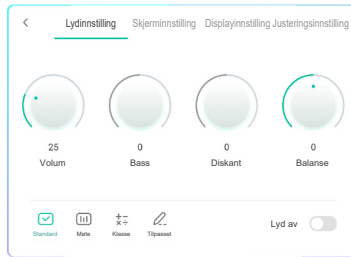 Lydinnstilling Skjerminnstilling Displayinnstilling Justeringsinnstilling
25 0 0 0
Volum Bass Diskant Balanse
Standard Møte Klasse Tilpasset
Lyd av